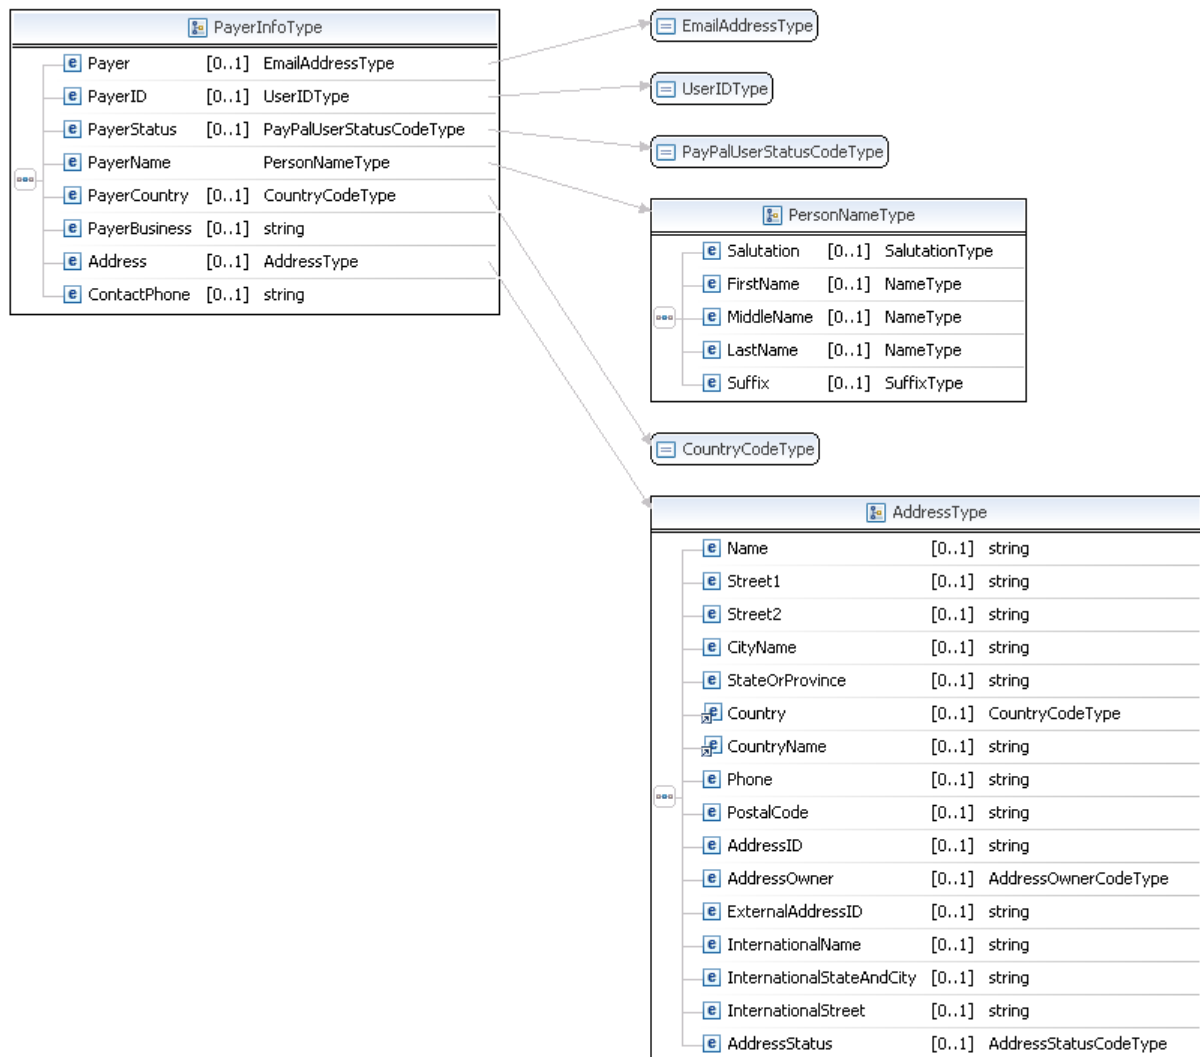 PayerInfoType
e Payer [0..1] EmailAddressType
e PayerID [0..1] UserIDType
e PayerStatus [0..1] PayPalUserStatusCodeType
e PayerName PersonNameType
e PayerCountry [0..1] CountryCodeType
e PayerBusiness [0..1] string
e Address [0..1] AddressType
e ContactPhone [0..1] string
EmailAddressType
UserIDType
PayPalUserStatusCodeType
PersonNameType
e Salutation [0..1] SalutationType
e FirstName [0..1] NameType
e MiddleName [0..1] NameType
e LastName [0..1] NameType
e Suffix [0..1] SuffixType
CountryCodeType
AddressType
e Name [0..1] string
e Street1 [0..1] string
e Street2 [0..1] string
e CityName [0..1] string
e StateOrProvince [0..1] string
e Country [0..1] CountryCodeType
e CountryName [0..1] string
e Phone [0..1] string
e PostalCode [0..1] string
e AddressID [0..1] string
e AddressOwner [0..1] AddressOwnerCodeType
e ExternalAddressID [0..1] string
e InternationalName [0..1] string
e InternationalStateAndCity [0..1] string
e InternationalStreet [0..1] string
e AddressStatus [0..1] AddressStatusCodeType